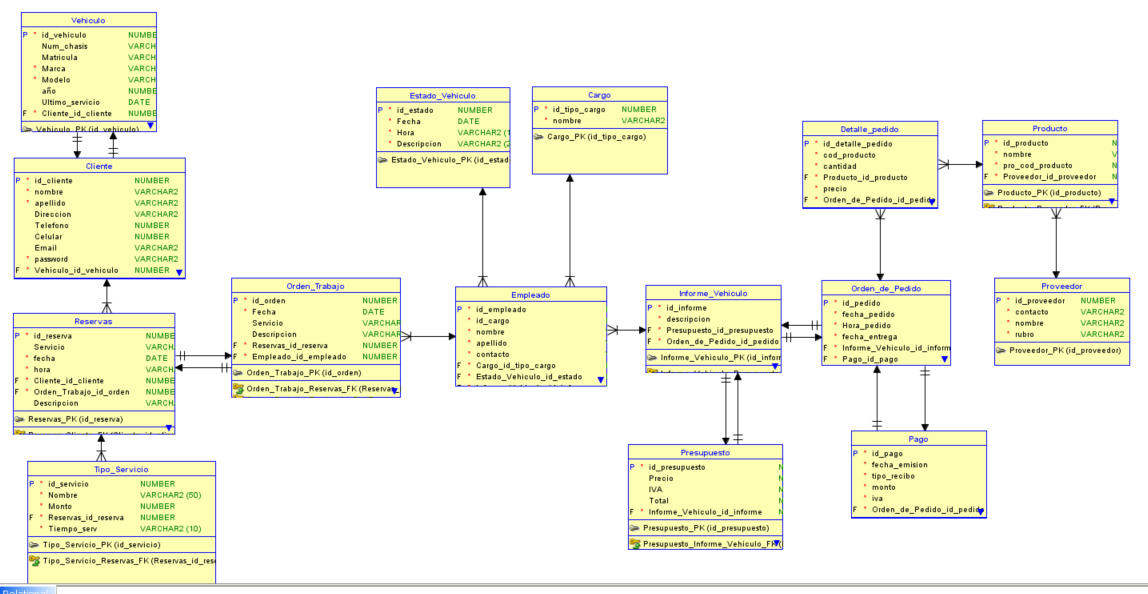 Vehiculo
P * id_vehiculo NUMBE
Num_chasis VARCH
Matricula VARCH
* Marca VARCH
* Modelo VARCH
año NUMBE
Ultimo_servicio DATE
F * Cliente_id_cliente NUMBE
Vehiculo_PK (id_vehiculo)
Cliente
P * id_cliente NUMBER
* nombre VARCHAR2
* apellido VARCHAR2
Direccion VARCHAR2
Telefono NUMBER
Celular NUMBER
Email VARCHAR2
* password VARCHAR2
F * Vehiculo_id_vehiculo NUMBER
Reservas
P * id_reserva NUMBE
Servicio VARCH
* fecha DATE
* hora VARCH
F * Cliente_id_cliente NUMBE
F * Orden_Trabajo_id_orden NUMBE
Descripcion VARCH
Reservas_PK (id_reserva)
Tipo_Servicio
P * id_servicio NUMBER
* Nombre VARCHAR2 (50)
* Monto NUMBER
F * Reservas_id_reserva NUMBER
* Tiempo_serv VARCHAR2 (10)
Tipo_Servicio_PK (id_servicio)
Tipo_Servicio_Reservas_FK (Reservas_id_rese
Orden_Trabajo
P * id_orden NUMBER
* Fecha DATE
Servicio VARCHAR
Descripcion VARCHAR
F * Reservas_id_reserva NUMBER
F * Empleado_id_empleado NUMBER
Orden_Trabajo_PK (id_orden)
Orden_Trabajo_Reservas_FK (Reservas_
Estado_Vehiculo
P * id_estado NUMBER
* Fecha DATE
* Hora VARCHAR2 (1
* Descripcion VARCHAR2 (2
Estado_Vehiculo_PK (id_estad
Cargo
P * id_tipo_cargo NUMBER
* nombre VARCHAR2
Cargo_PK (id_tipo_cargo)
Empleado
P * id_empleado
* id_cargo
* nombre
* apellido
* contacto
F * Cargo_id_tipo_cargo
F * Estado_Vehiculo_id_estado
Informe_Vehiculo
P * id_informe
* descripcion
F * Presupuesto_id_presupuesto
F * Orden_de_Pedido_id_pedido
Informe_Vehiculo_PK (id_infor
Presupuesto
P * id_presupuesto N
Precio N
IVA N
Total N
F * Informe_Vehiculo_id_informe N
Presupuesto_PK (id_presupuesto)
Presupuesto_Informe_Vehiculo_FK (
Detalle_pedido
P * id_detalle_pedido
* cod_producto
* cantidad
F * Producto_id_producto
* precio
F * Orden_de_Pedido_id_pedido
Producto
P * id_producto N
* nombre V
* pro_cod_producto N
F * Proveedor_id_proveedor N
Producto_PK (id_producto)
Orden_de_Pedido
P * id_pedido
* fecha_pedido
* Hora_pedido
* fecha_entrega
F * Informe_Vehiculo_id_inform
F * Pago_id_pago
Proveedor
P * id_proveedor NUMBER
* contacto VARCHAR2
* nombre VARCHAR2
* rubro VARCHAR2
Proveedor_PK (id_proveedor)
Pago
P * id_pago
* fecha_emision
* tipo_recibo
* monto
* iva
F * Orden_de_Pedido_id_pedido
Relational